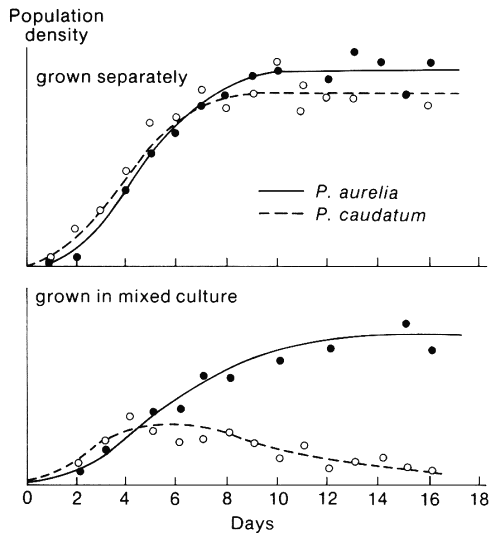 Population
density
grown separately
P. aurelia
P. caudatum
grown in mixed culture
0 2 4 6 8 10 12 14 16 18
Days